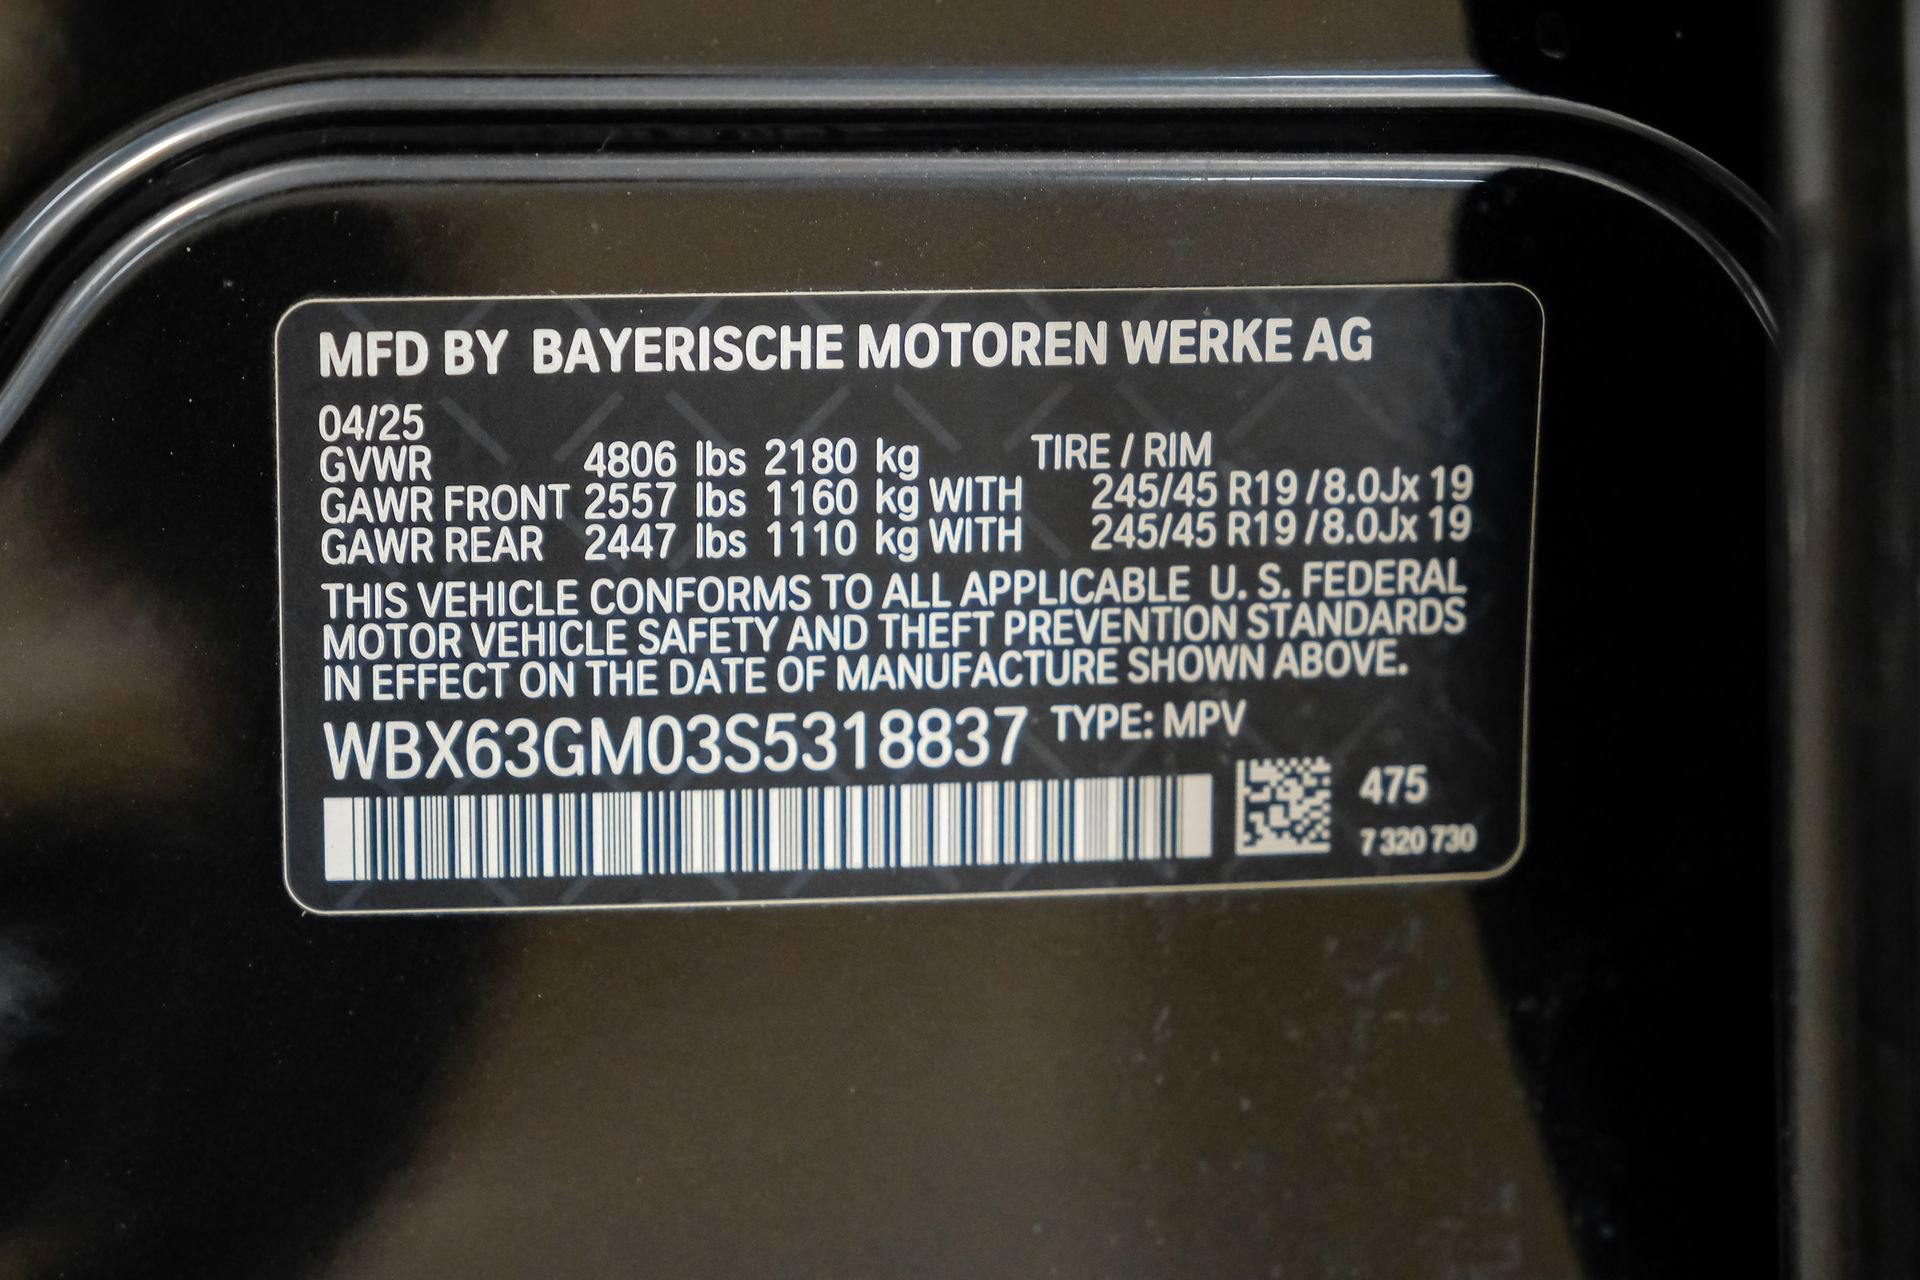 MFD BY BAYERISCHE MOTOREN WERKE AG
04/25
GVWR 4806 lbs 2180 kg TIRE / RIM
GAWR FRONT 2557 lbs 1160 kg WITH 245/45 R19 / 8.0Jx 19
GAWR REAR 2447 lbs 1110 kg WITH 245/45 R19 / 8.0Jx 19
THIS VEHICLE CONFORMS TO ALL APPLICABLE U. S. FEDERAL
MOTOR VEHICLE SAFETY AND THEFT PREVENTION STANDARDS
IN EFFECT ON THE DATE OF MANUFACTURE SHOWN ABOVE.
WBX63GM03S5318837 TYPE: MPV
475
7 320 730